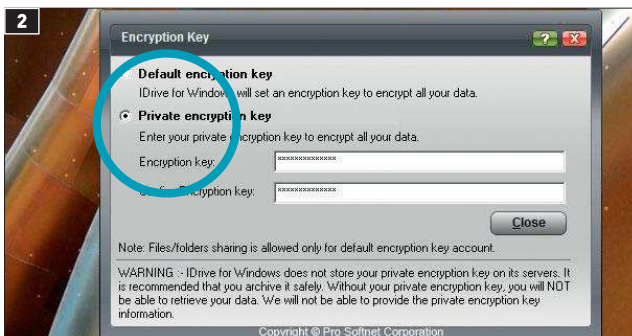 2
Encryption Key
Default encryption key
IDrive for Windows will set an encryption key to encrypt all your data.
Private encryption key
Enter your private encryption key to encrypt all your data.
Encryption key: xxxxxxxxxxxxxx
Confirm Encryption key: xxxxxxxxxxxxxx
Close
Note: Files/folders sharing is allowed only for default encryption key account.
WARNING :- IDrive for Windows does not store your private encryption key on its servers. It
is recommended that you archive it safely. Without your private encryption key, you will NOT
be able to retrieve your data. We will not be able to provide the private encryption key
information.
Copyright © Pro Softnet Corporation